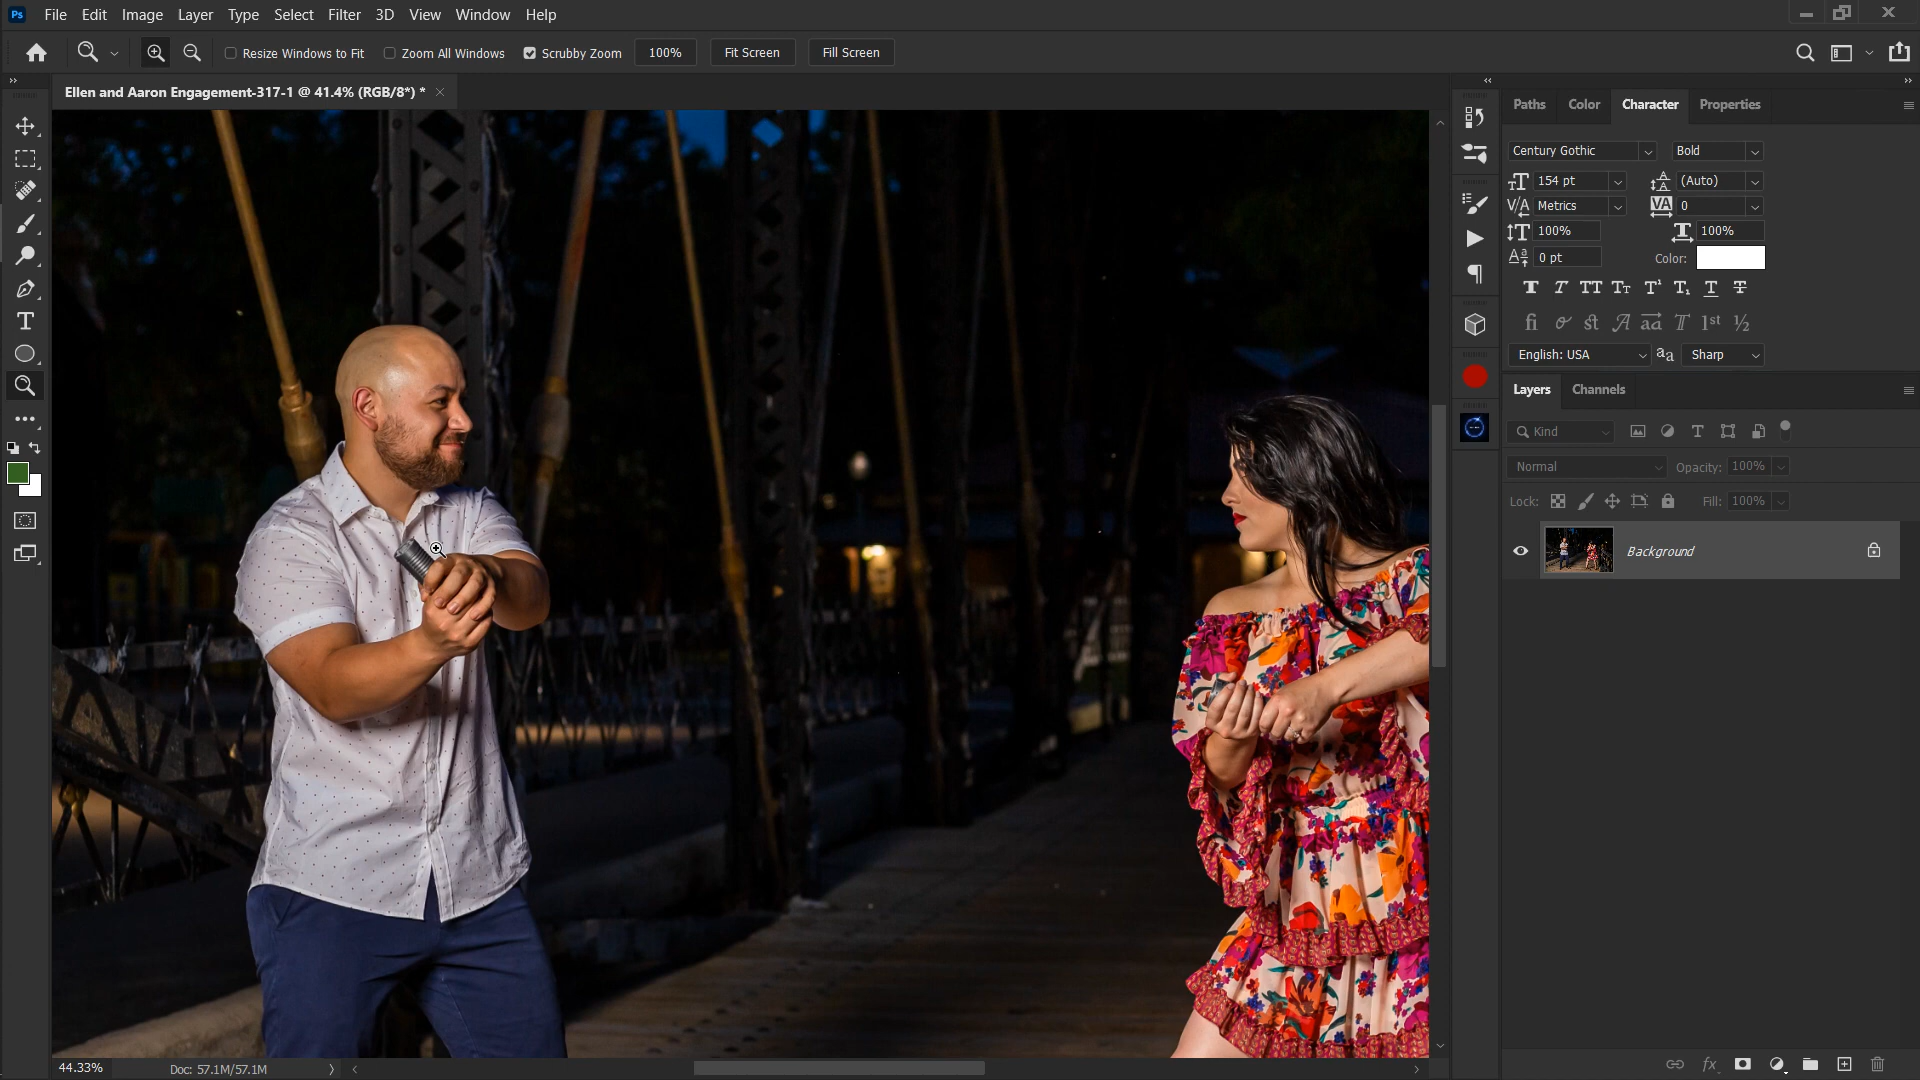 Ps File Edit Image Layer Type Select Filter 3D View Window Help
Resize Windows to Fit Zoom All Windows Scrubby Zoom 100% Fit Screen Fill Screen
Ellen and Aaron Engagement-317-1 @ 41.4% (RGB/8*) *
Paths Color Character Properties
Century Gothic Bold
154 pt (Auto)
Metrics 0
100% 100%
0 pt Color:
English: USA Sharp
Layers Channels
Kind
Normal Opacity: 100%
Lock: Fill: 100%
Background
44.33% Doc: 57.1M/57.1M